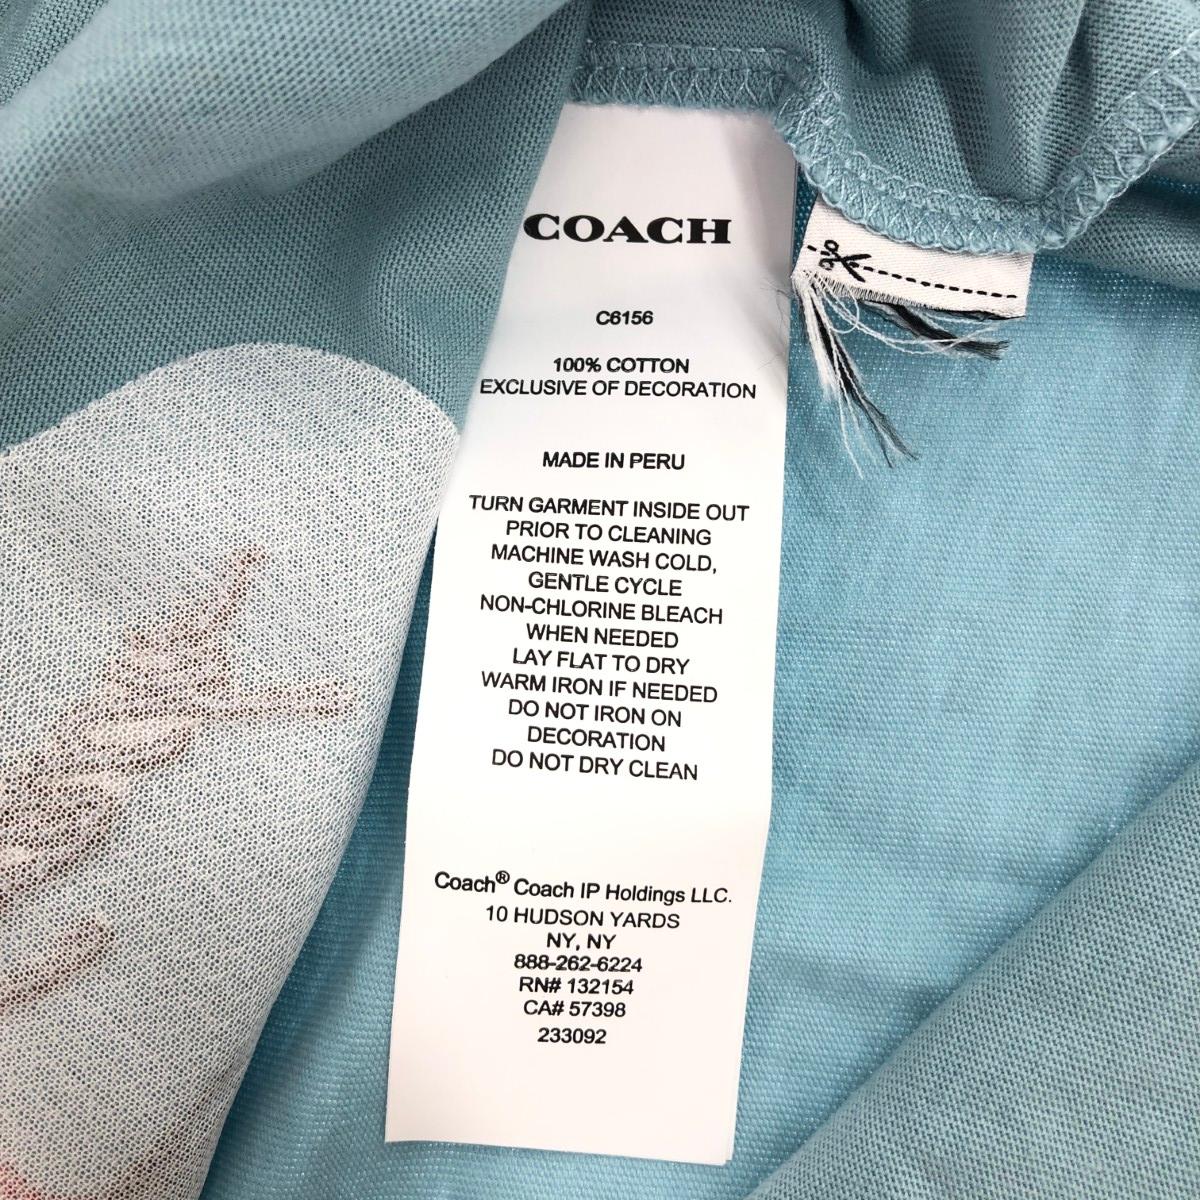 COACH
C6156
100% COTTON
EXCLUSIVE OF DECORATION
MADE IN PERU
TURN GARMENT INSIDE OUT
PRIOR TO CLEANING
MACHINE WASH COLD,
GENTLE CYCLE
NON-CHLORINE BLEACH
WHEN NEEDED
LAY FLAT TO DRY
WARM IRON IF NEEDED
DO NOT IRON ON
DECORATION
DO NOT DRY CLEAN
Coach® Coach IP Holdings LLC.
10 HUDSON YARDS
NY, NY
888-262-6224
RN# 132154
CA# 57398
233092